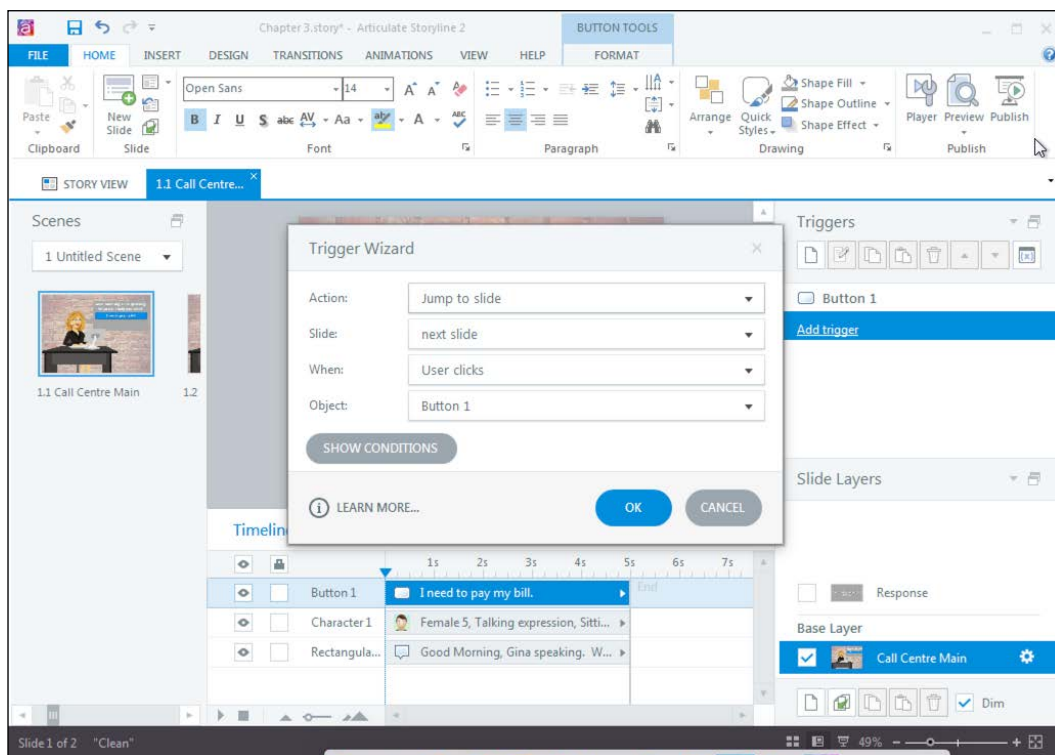 Chapter 3.story* - Articulate Storyline 2
BUTTON TOOLS
FILE HOME INSERT DESIGN TRANSITIONS ANIMATIONS VIEW HELP FORMAT
Open Sans 14
Paste
New Slide
B I U S abc AV Aa A ABC
Arrange
Quick Styles
Shape Fill
Shape Outline
Shape Effect
Player Preview Publish
Clipboard Slide Font Paragraph Drawing Publish
STORY VIEW 1.1 Call Centre...
Scenes
1 Untitled Scene
1.1 Call Centre Main 1.2
Trigger Wizard
Action: Jump to slide
Slide: next slide
When: User clicks
Object: Button 1
SHOW CONDITIONS
LEARN MORE...
OK
CANCEL
Triggers
Button 1
Add trigger
Slide Layers
Response
Base Layer
Call Centre Main
Dim
Timelin
1s 2s 3s 4s 5s 6s 7s
Button 1 I need to pay my bill. End
Character 1 Female 5, Talking expression, Sitti...
Rectangula... Good Morning, Gina speaking. W...
Slide 1 of 2 "Clean" 49%